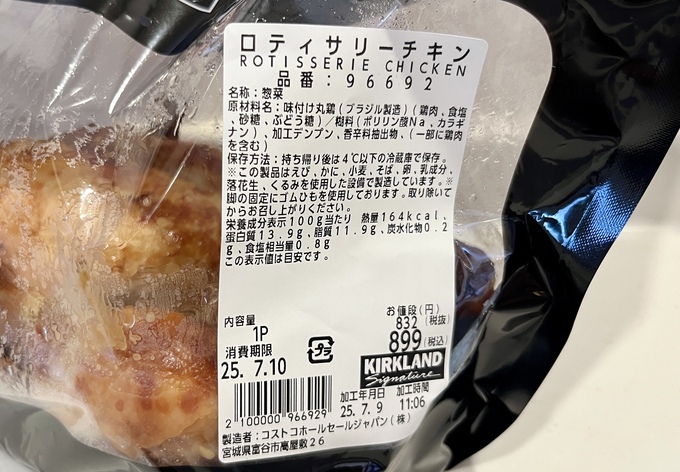 ロティサリーチキン
ROTISSERIE CHICKEN
品番：96692
名称：惣菜
原材料名：味付け丸鶏（ブラジル製造）（鶏肉、食塩
、砂糖、ぶどう糖）／糊料（ポリリン酸Na、カラギ
ナン）、加工デンプン、香辛料抽出物、（一部に鶏肉
を含む）
保存方法：持ち帰り後は4℃以下の冷蔵庫で保存。
※この製品はえび、かに、小麦、そば、卵、乳成分、
落花生、くるみを使用した設備で製造しています。※
脚の固定にゴムひもを使用しております。取り除いて
からお召し上がりください。
栄養成分表示100g当たり 熱量164kcal、
蛋白質13.9g、脂質11.9g、炭水化物0.2
g、食塩相当量0.8g
この表示値は目安です。
内容量
1P
消費期限
25.7.10
プラ
お値段(円)
832 (税抜)
899 (税込)
KIRKLAND
Signature
2 100000 966929
加工年月日 加工時間
25.7.9 11:06
製造者：コストコホールセールジャパン(株)
宮城県富谷市高屋敷26